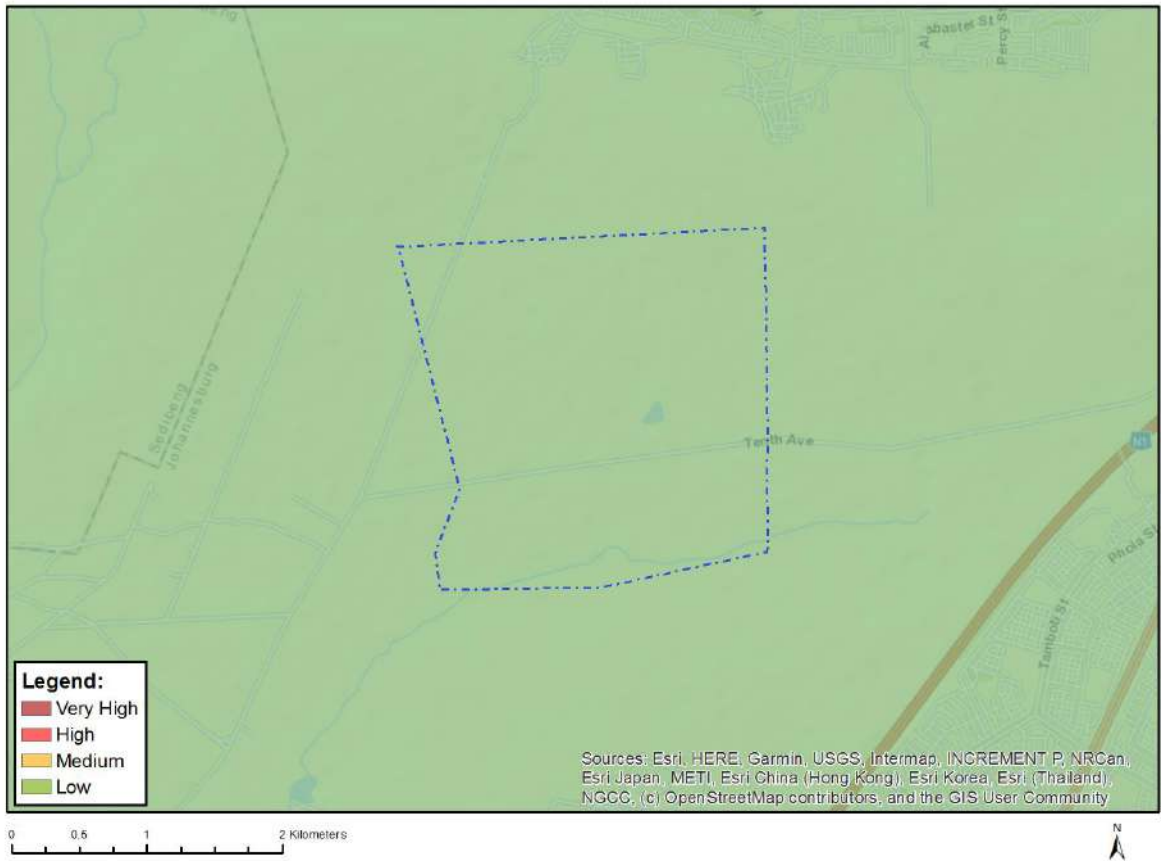 Alabaster St
Percy St
Sedibeng
Johannesburg
Tenth Ave
N1
Phola St
Tamboti St
Legend:
Very High
High
Medium
Low
Sources: Esri, HERE, Garmin, USGS, Intermap, INCREMENT P, NRCan,
Esri Japan, METI, Esri China (Hong Kong), Esri Korea, Esri (Thailand),
NGCC, (c) OpenStreetMap contributors, and the GIS User Community
0 0.5 1 2 Kilometers
N